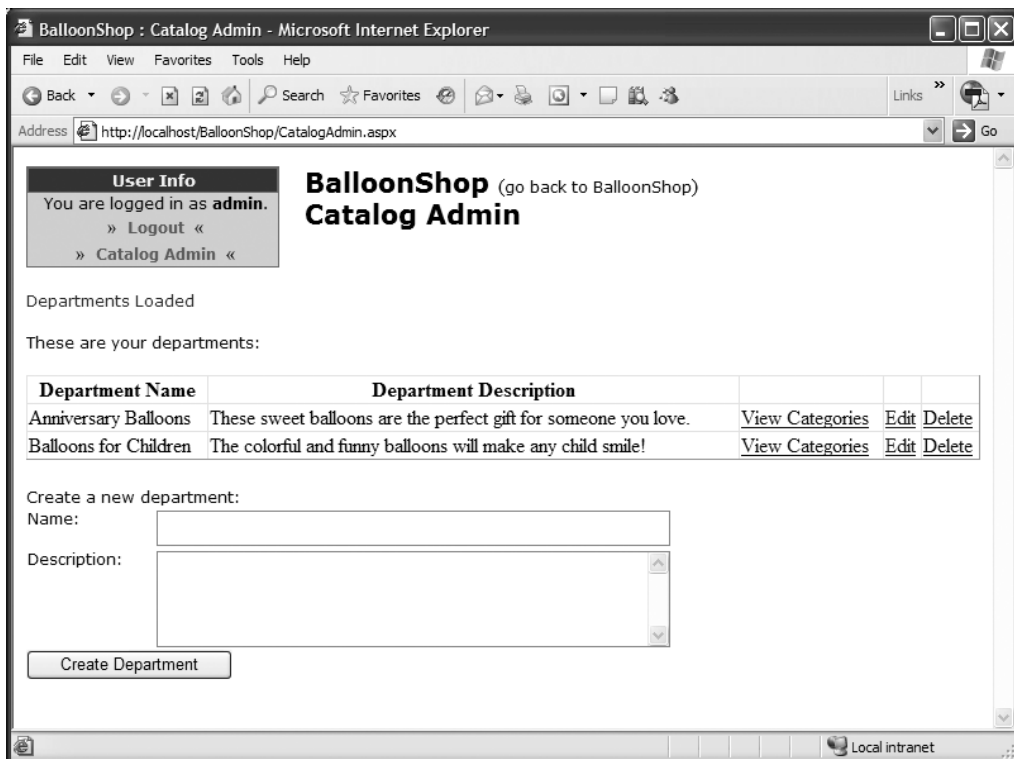 BalloonShop : Catalog Admin - Microsoft Internet Explorer
File Edit View Favorites Tools Help
Back Search Favorites Links »
Address http://localhost/BalloonShop/CatalogAdmin.aspx Go
User Info
You are logged in as admin.
» Logout «
» Catalog Admin «
BalloonShop (go back to BalloonShop)
Catalog Admin
Departments Loaded
These are your departments:
Department Name Department Description
Anniversary Balloons These sweet balloons are the perfect gift for someone you love. View Categories Edit Delete
Balloons for Children The colorful and funny balloons will make any child smile! View Categories Edit Delete
Create a new department:
Name:
Description:
Create Department
Local intranet